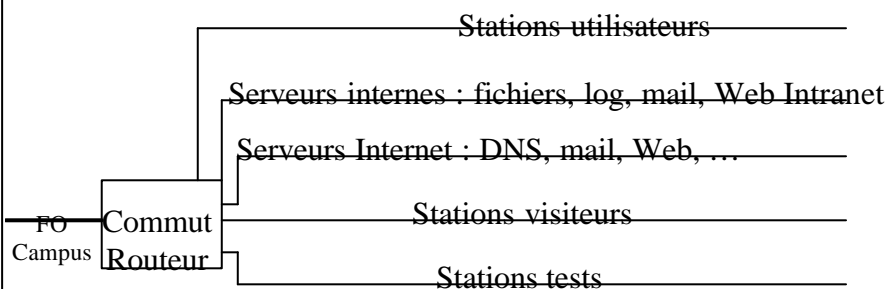 Stations utilisateurs
Serveurs internes : fichiers, log, mail, Web Intranet
Serveurs Internet : DNS, mail, Web, …
FO
Campus
Commut
Routeur
Stations visiteurs
Stations tests